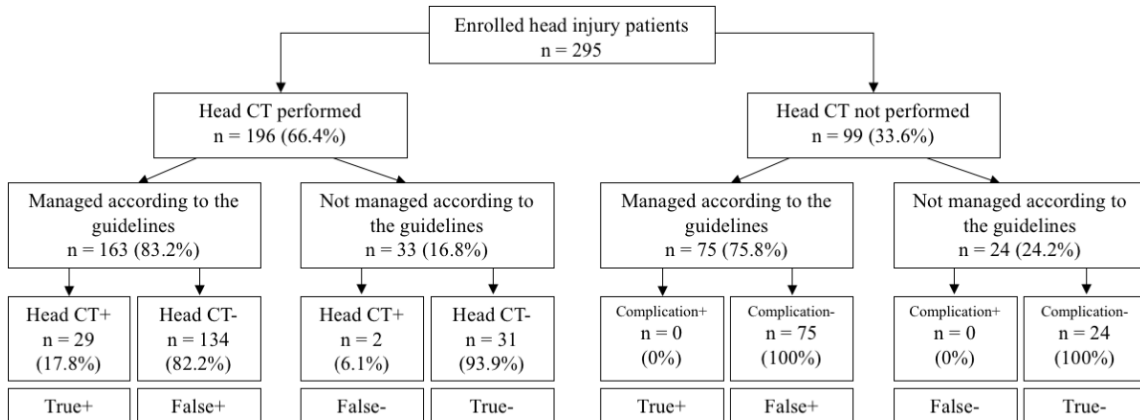 Enrolled head injury patients
n = 295
Head CT performed
n = 196 (66.4%)
Head CT not performed
n = 99 (33.6%)
Managed according to the
guidelines
n = 163 (83.2%)
Not managed according to
the guidelines
n = 33 (16.8%)
Managed according to the
guidelines
n = 75 (75.8%)
Not managed according to
the guidelines
n = 24 (24.2%)
Head CT+
n = 29
(17.8%)
Head CT-
n = 134
(82.2%)
Head CT+
n = 2
(6.1%)
Head CT-
n = 31
(93.9%)
Complication+
n = 0
(0%)
Complication-
n = 75
(100%)
Complication+
n = 0
(0%)
Complication-
n = 24
(100%)
True+
False+
False-
True-
True+
False+
False-
True-